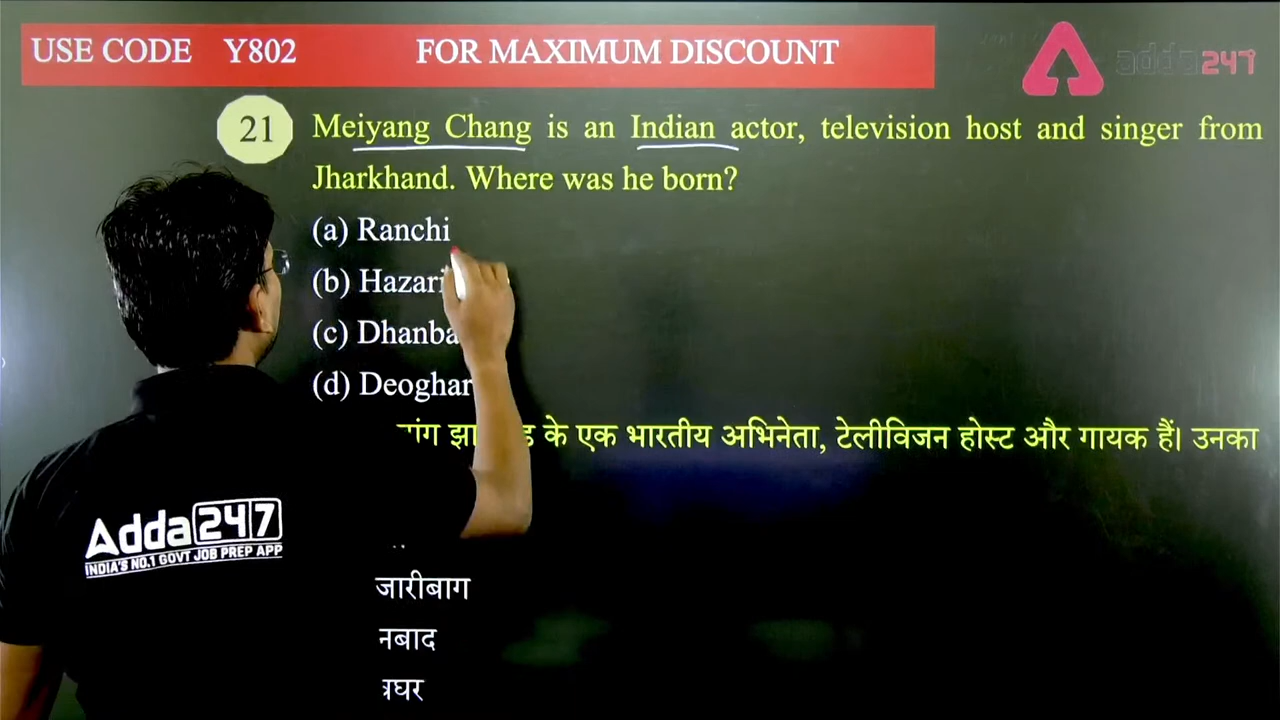 USE CODE Y802 FOR MAXIMUM DISCOUNT
adda247
21 Meiyang Chang is an Indian actor, television host and singer from
Jharkhand. Where was he born?
(a) Ranchi
(b) Hazari
(c) Dhanba
(d) Deoghar
के एक भारतीय अभिनेता, टेलीविजन होस्ट और गायक हैं। उनका
जारीबाग
नबाद
घर
Adda247
INDIA'S NO.1 GOVT JOB PREP APP